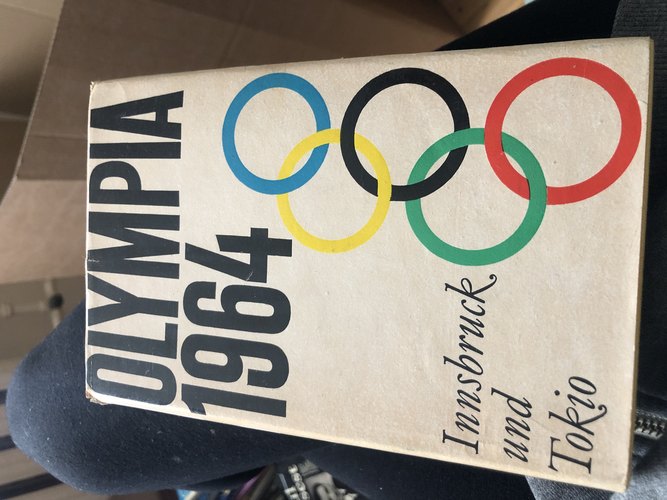 OLYMPIA
1964
Innsbruck
und
Tokio